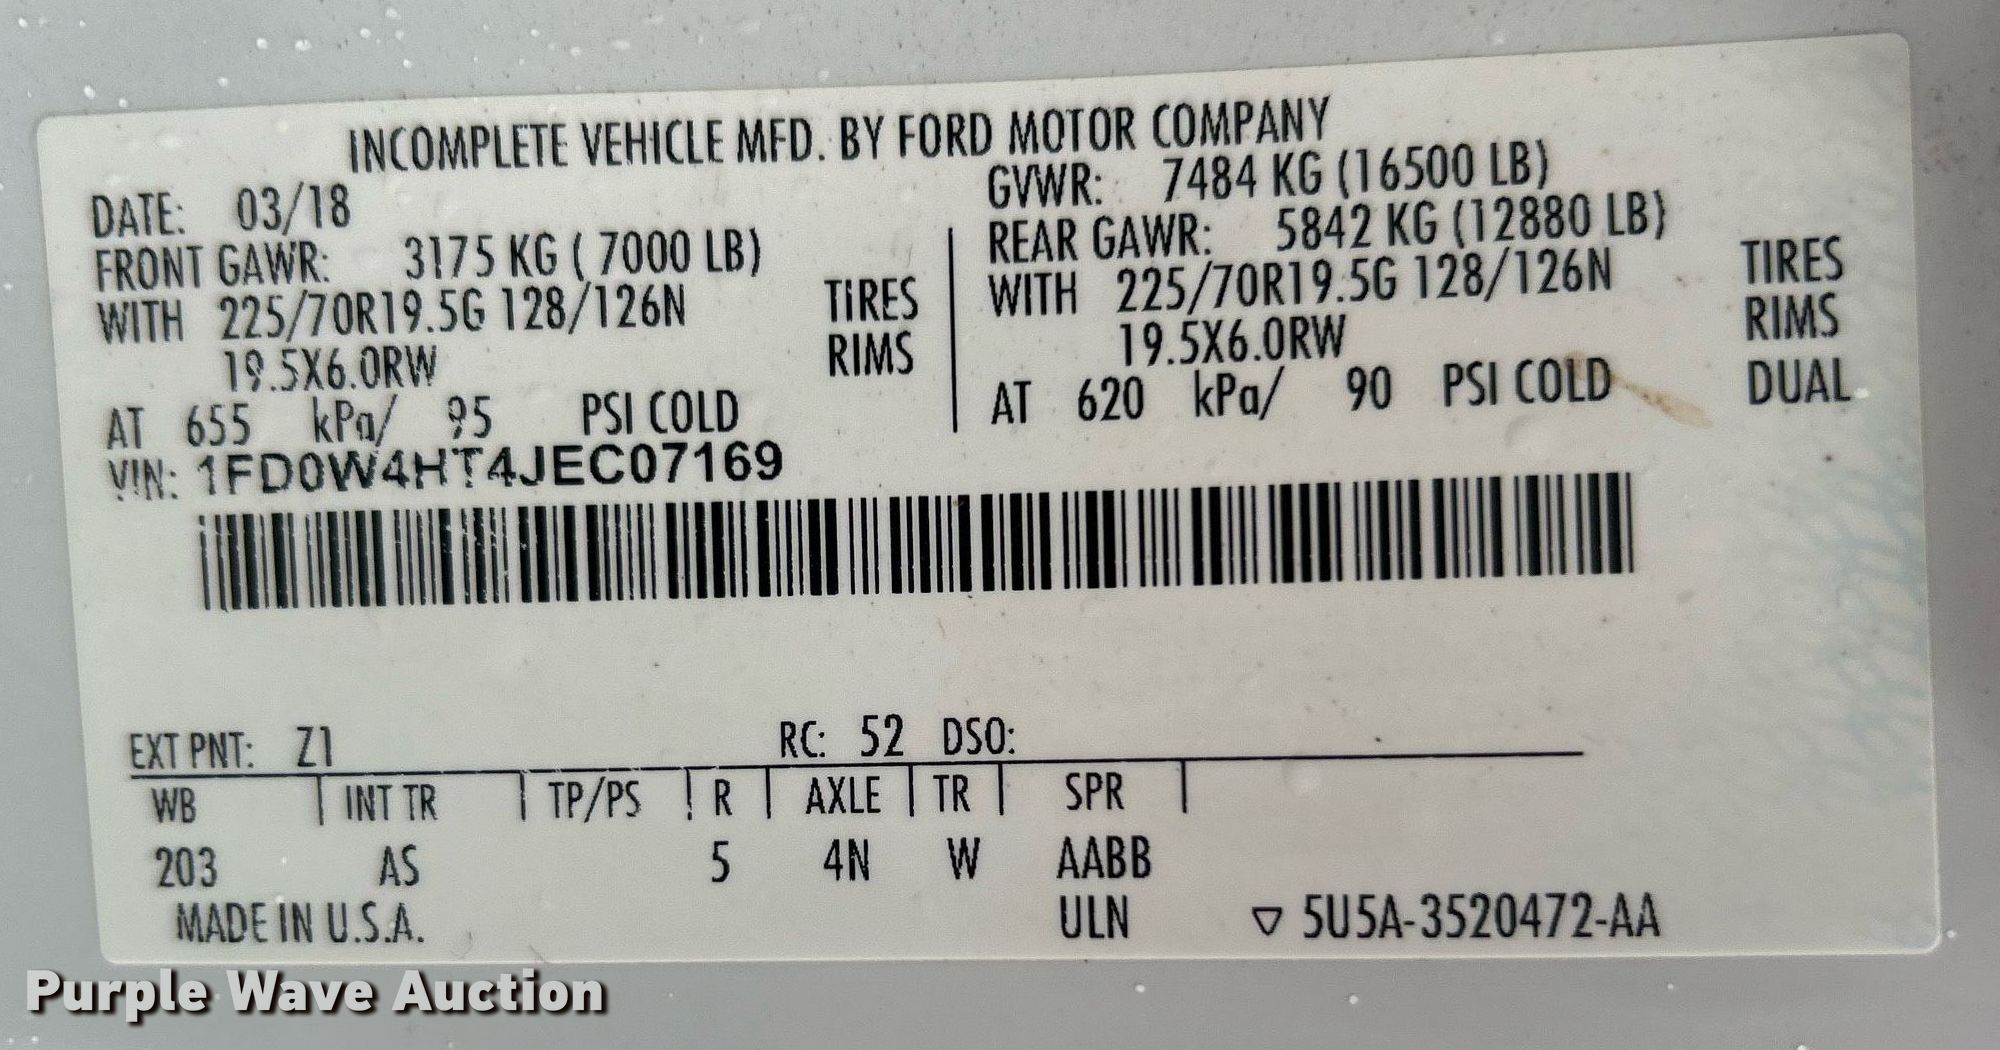 INCOMPLETE VEHICLE MFD. BY FORD MOTOR COMPANY
DATE: 03/18 GVWR: 7484 KG (16500 LB)
FRONT GAWR: 3175 KG ( 7000 LB) REAR GAWR: 5842 KG (12880 LB)
WITH 225/70R19.5G 128/126N TIRES WITH 225/70R19.5G 128/126N TIRES
19.5X6.0RW RIMS 19.5X6.0RW RIMS
AT 655 kPa/ 95 PSI COLD AT 620 kPa/ 90 PSI COLD DUAL
VIN: 1FD0W4HT4JEC07169
EXT PNT: Z1 RC: 52 DSO:
WB INT TR TP/PS R AXLE TR SPR
203 AS 5 4N W AABB
MADE IN U.S.A. ULN ▽ 5U5A-3520472-AA
Purple Wave Auction